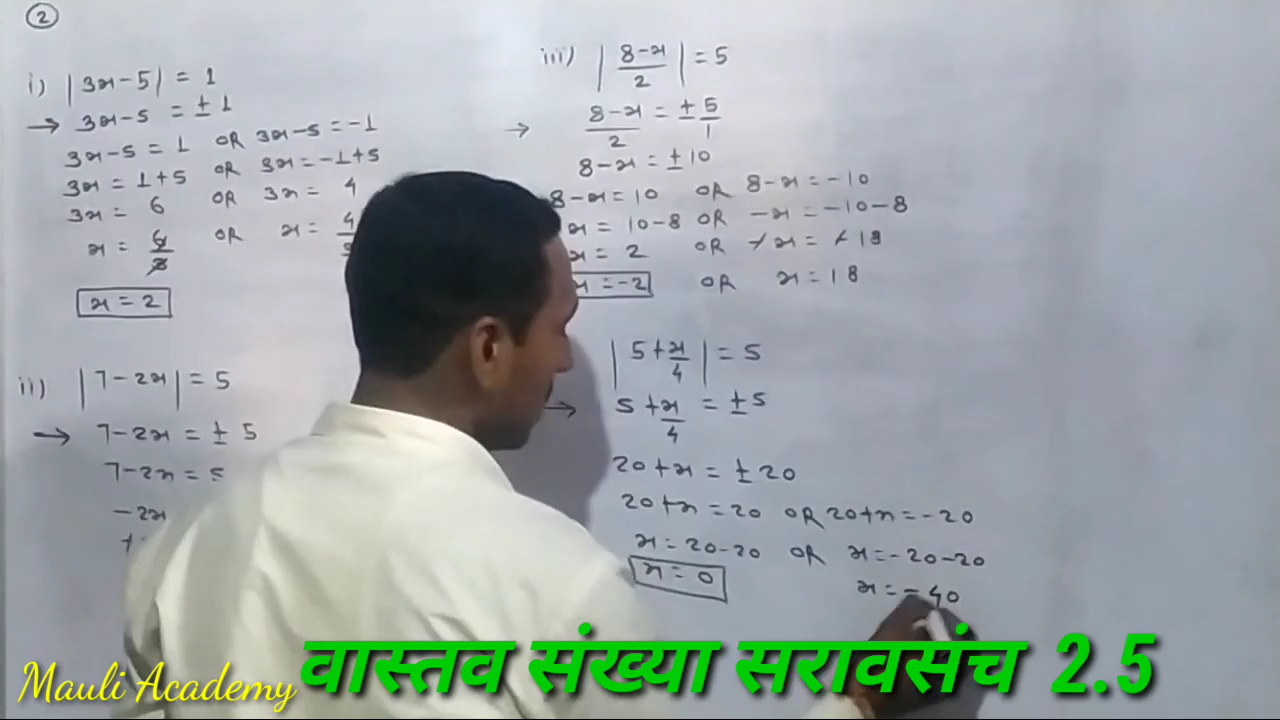 2
i) |3x-5| = 1
→ 3x-5 = ± 1
3x-5 = 1 OR 3x-5 = -1
3x = 1+5 OR 3x = -1+5
3x = 6 OR 3x = 4
x = 6/3 OR x = 4/3
x = 2
ii) |7-2x| = 5
→ 7-2x = ± 5
7-2x = 5
-2x
iii) |8-x/2| = 5
→ 8-x/2 = ± 5/1
8-x = ± 10
8-x = 10 OR 8-x = -10
x = 10-8 OR -x = -10-8
x = 2 OR -x = -18
x = -2 OR x = 18
|5+x/4| = 5
→ 5+x/4 = ±5
20+x = ±20
20+x = 20 OR 20+x = -20
x = 20-20 OR x = -20-20
x = 0 x = -40
वास्तव संख्या सरावसंच 2.5
Mauli Academy